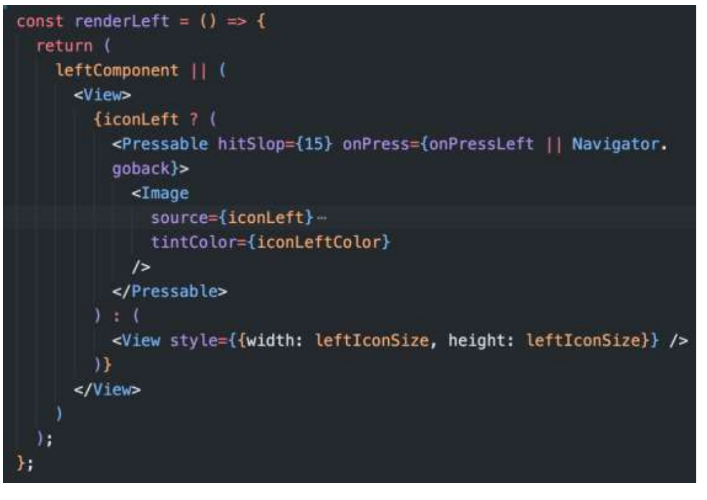 const renderLeft = () => {
return (
leftComponent || (
<View>
{iconLeft ? (
<Pressable hitSlop={15} onPress={onPressLeft || Navigator.
goback}>
<Image
source={iconLeft}⋯
tintColor={iconLeftColor}
/>
</Pressable>
) : (
<View style={{width: leftIconSize, height: leftIconSize}} />
)}
</View>
)
);
};